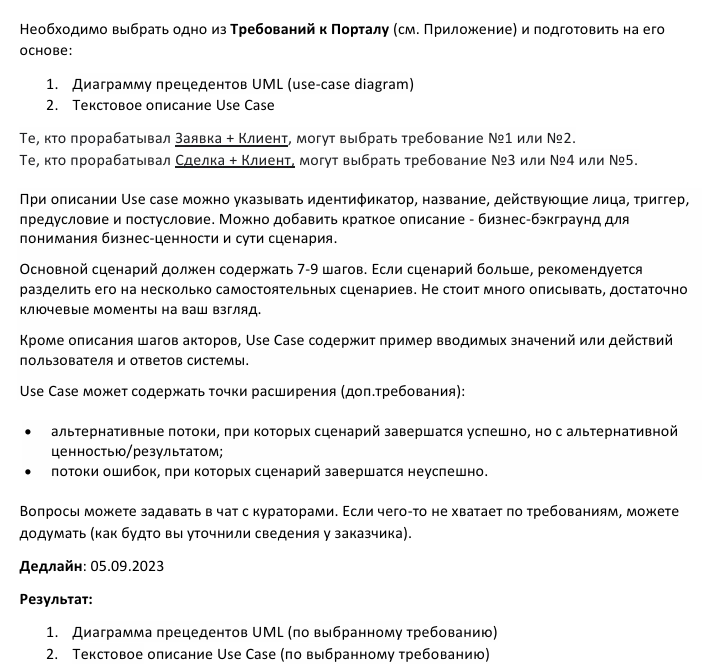 Необходимо выбрать одно из Требований к Порталу (см. Приложение) и подготовить на его
основе:
1. Диаграмму прецедентов UML (use-case diagram)
2. Текстовое описание Use Case
Те, кто прорабатывал Заявка + Клиент, могут выбрать требование №1 или №2.
Те, кто прорабатывал Сделка + Клиент, могут выбрать требование №3 или №4 или №5.
При описании Use case можно указывать идентификатор, название, действующие лица, триггер,
предусловие и постусловие. Можно добавить краткое описание - бизнес-бэкграунд для
понимания бизнес-ценности и сути сценария.
Основной сценарий должен содержать 7-9 шагов. Если сценарий больше, рекомендуется
разделить его на несколько самостоятельных сценариев. Не стоит много описывать, достаточно
ключевые моменты на ваш взгляд.
Кроме описания шагов акторов, Use Case содержит пример вводимых значений или действий
пользователя и ответов системы.
Use Case может содержать точки расширения (доп.требования):
• альтернативные потоки, при которых сценарий завершатся успешно, но с альтернативной
ценностью/результатом;
• потоки ошибок, при которых сценарий завершатся неуспешно.
Вопросы можете задавать в чат с кураторами. Если чего-то не хватает по требованиям, можете
додумать (как будто вы уточнили сведения у заказчика).
Дедлайн: 05.09.2023
Результат:
1. Диаграмма прецедентов UML (по выбранному требованию)
2. Текстовое описание Use Case (по выбранному требованию)